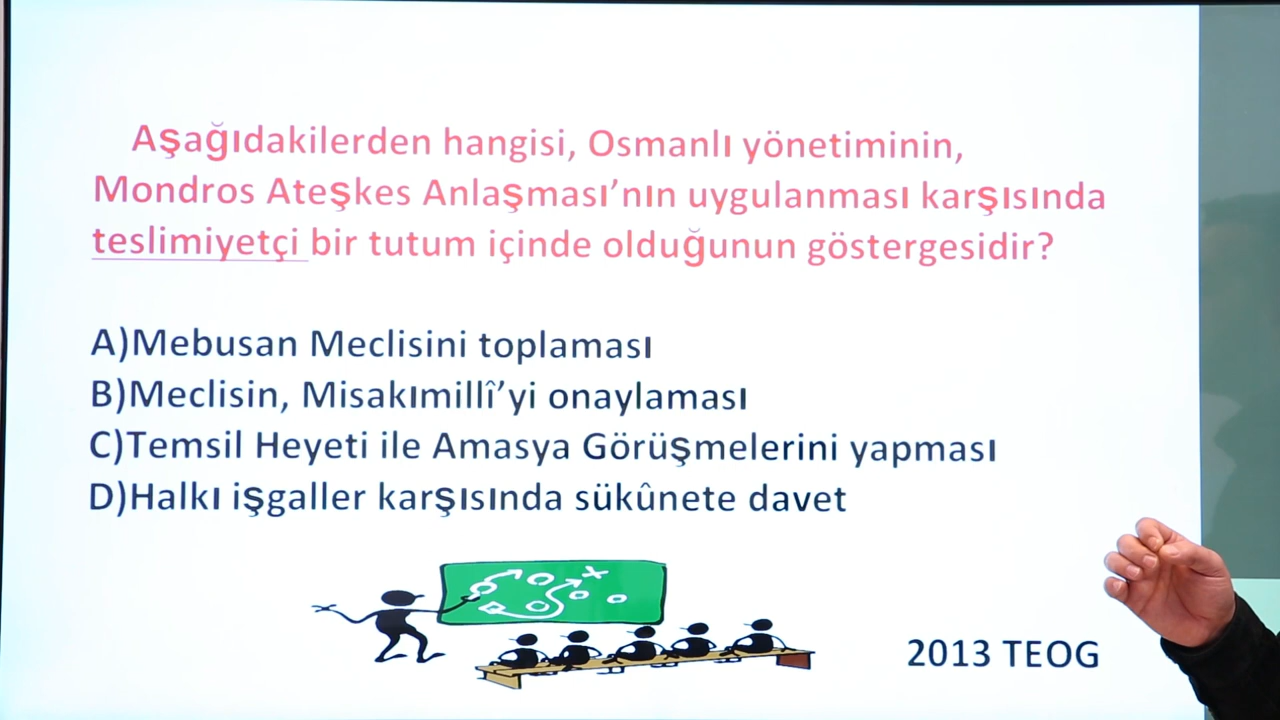 Aşağıdakilerden hangisi, Osmanlı yönetiminin,
Mondros Ateşkes Anlaşması’nın uygulanması karşısında
teslimiyetçi bir tutum içinde olduğunun göstergesidir?
A)Mebusan Meclisini toplaması
B)Meclisin, Misakımillî’yi onaylaması
C)Temsil Heyeti ile Amasya Görüşmelerini yapması
D)Halkı işgaller karşısında sükûnete davet
2013 TEOG